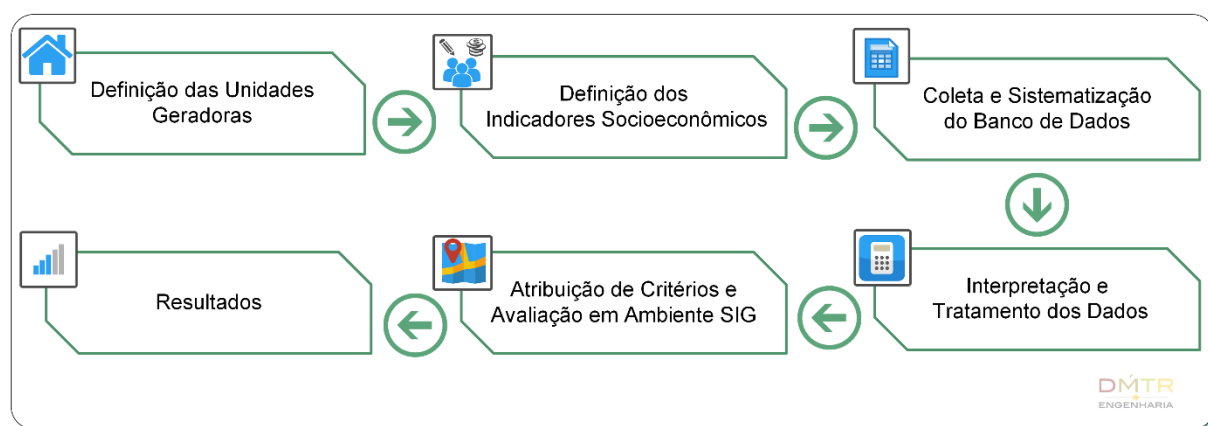 Definição das Unidades
Geradoras
Definição dos
Indicadores Socioeconômicos
Coleta e Sistematização
do Banco de Dados
Interpretação e
Tratamento dos Dados
Atribuição de Critérios e
Avaliação em Ambiente SIG
Resultados
DMTR
ENGENHARIA